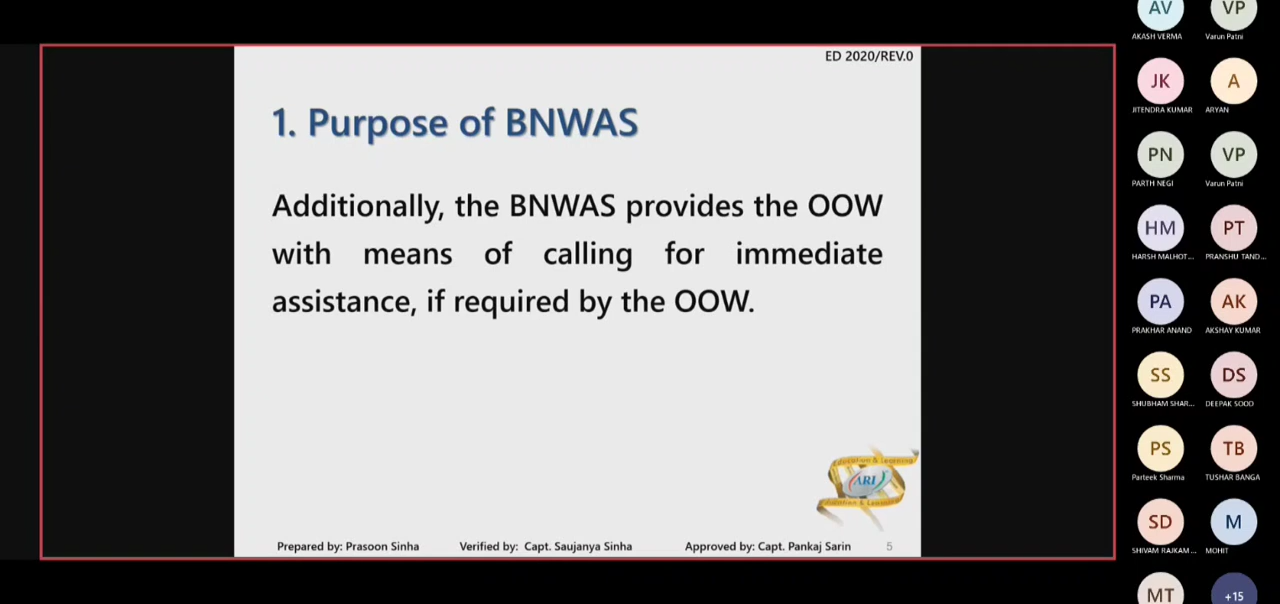 ED 2020/REV.0
1. Purpose of BNWAS
Additionally, the BNWAS provides the OOW
with means of calling for immediate
assistance, if required by the OOW.
Education & Learning
ARI
Prepared by: Prasoon Sinha
Verified by: Capt. Saujanya Sinha
Approved by: Capt. Pankaj Sarin
5
AV
VP
AKASH VERMA
Varun Patni
JK
A
JITENDRA KUMAR
ARYAN
PN
VP
PARTH NEGI
Varun Patni
HM
PT
HARSH MALHOT...
PRANSHU TAND...
PA
AK
PRAKHAR ANAND
AKSHAY KUMAR
SS
DS
SHUBHAM SHAR...
DEEPAK SOOD
PS
TB
Parteek Sharma
TUSHAR BANGA
SD
M
SHIVAM RAJKAM...
MOHIT
MT
+15